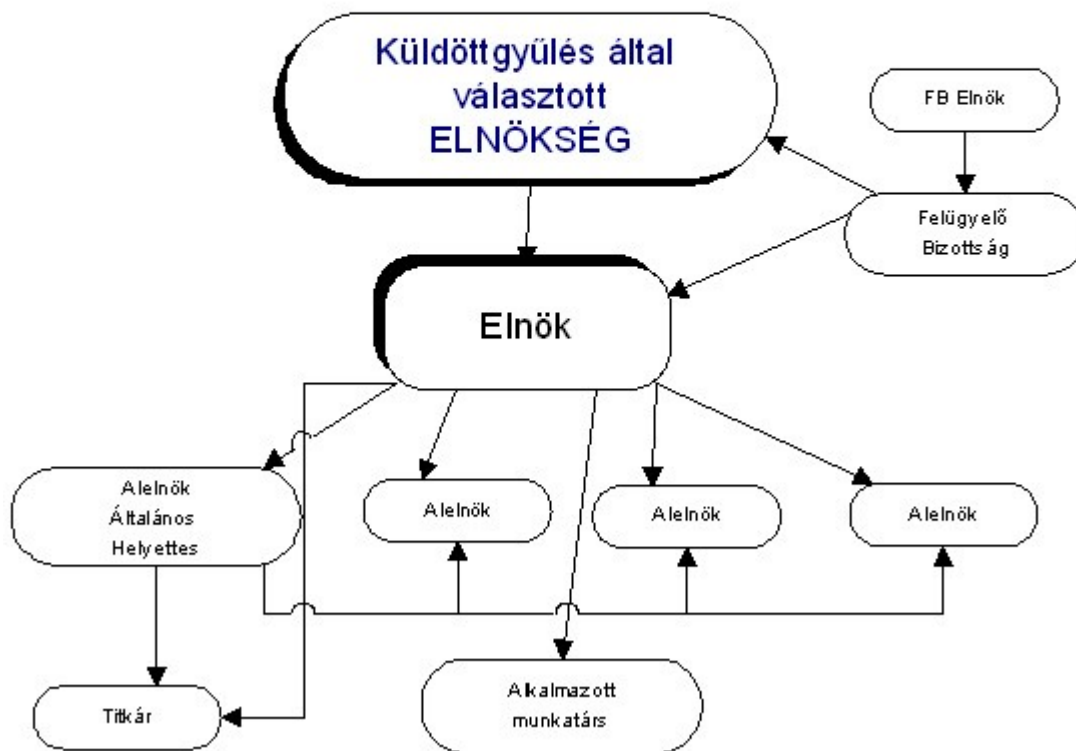 Küldöttgyűlés által
választott
ELNÖKSÉG
FB Elnök
Felügyelő
Bizottság
Elnök
Alelnök
Általános
Helyettes
Alelnök
Alelnök
Alelnök
Titkár
Alkalmazott
munkatárs